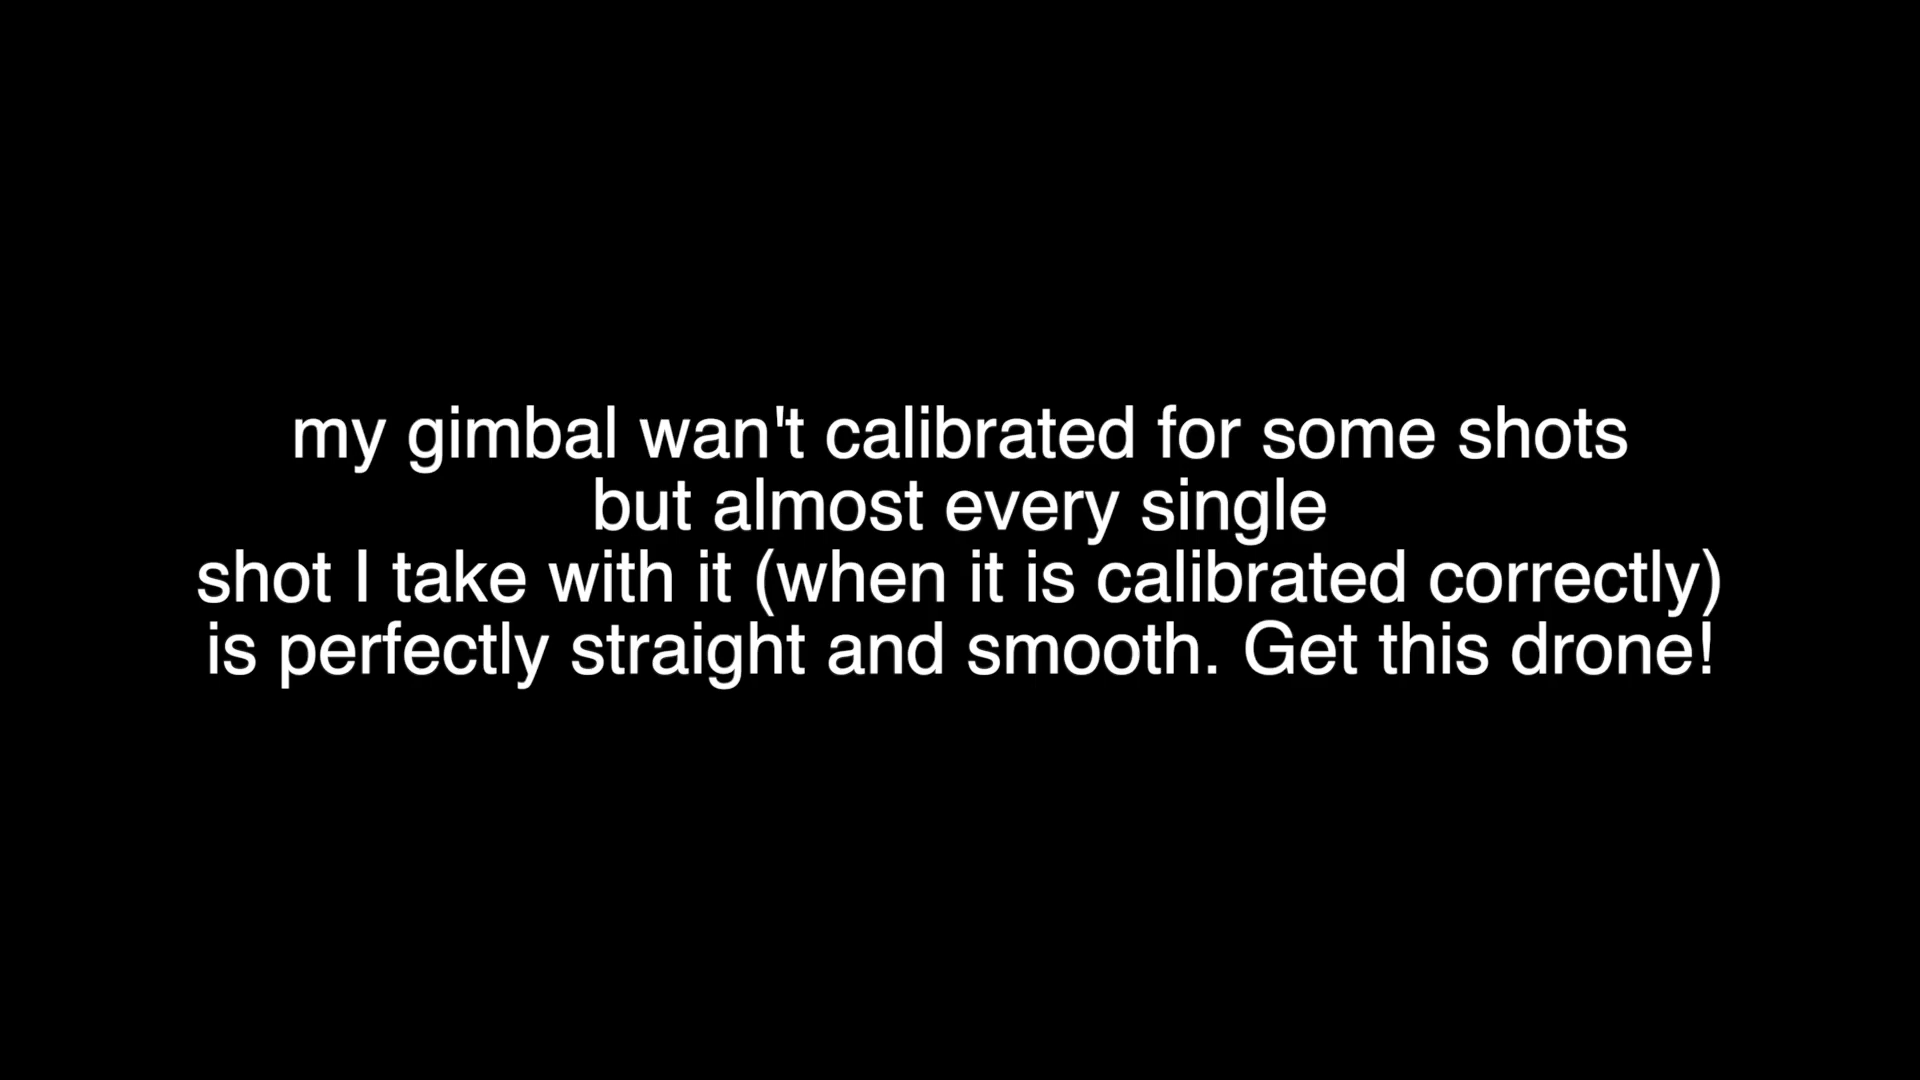 my gimbal wan't calibrated for some shots
but almost every single
shot I take with it (when it is calibrated correctly)
is perfectly straight and smooth. Get this drone!